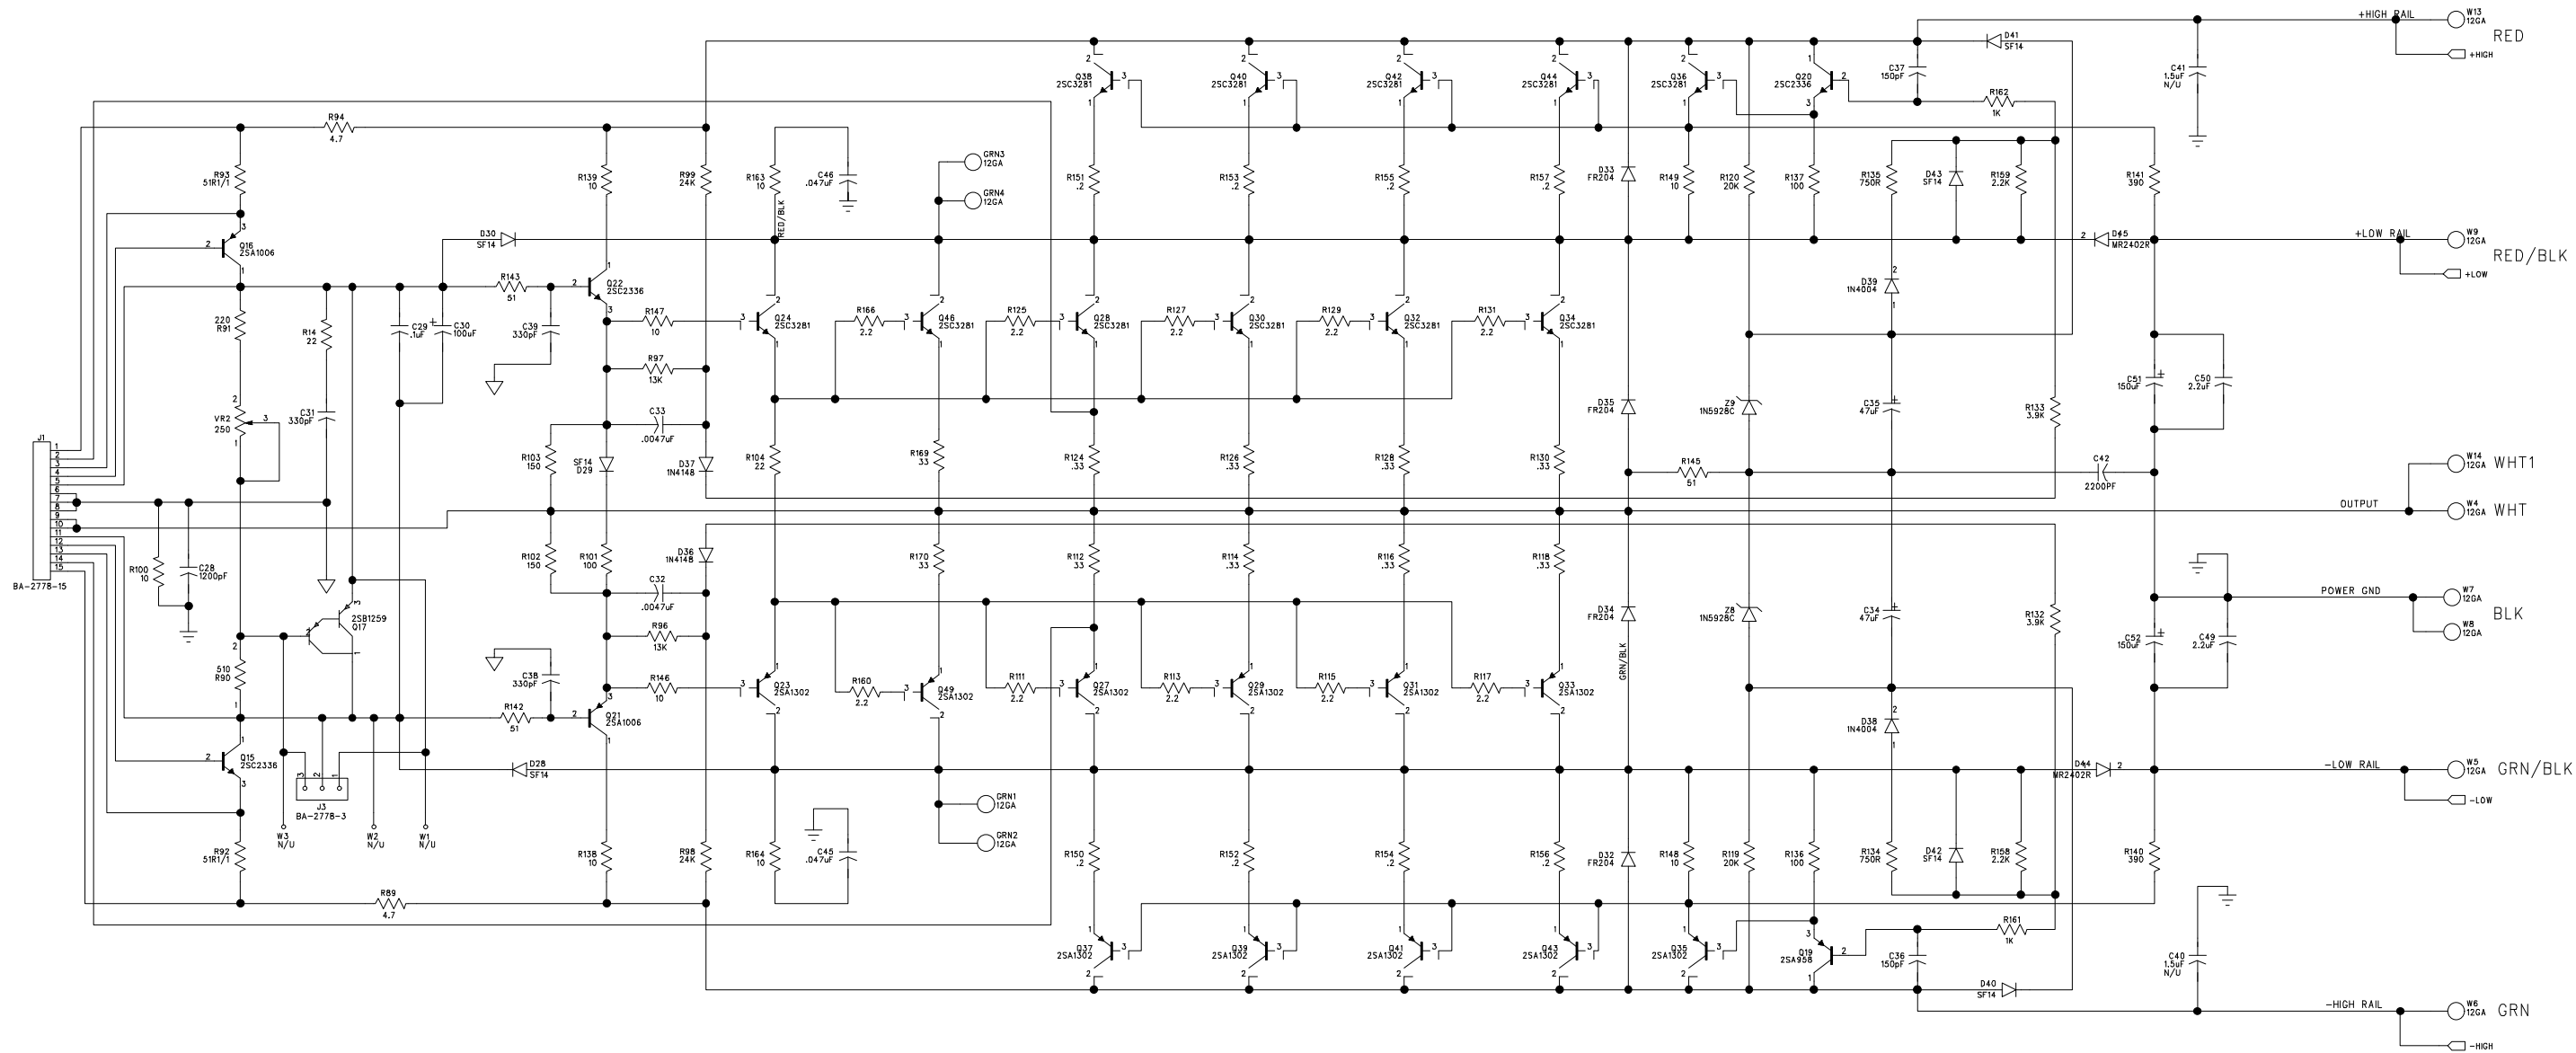 +HIGH RAIL
W13
12GA
RED
+HIGH
D41
SF14
C41
1.5uF
N/U
C37
150pF
Q38
2SC3281
Q40
2SC3281
Q42
2SC3281
Q44
2SC3281
Q36
2SC3281
Q20
2SC2336
R162
1K
R94
4.7
R93
51R1/1
R139
10
R99
24K
R163
10
C46
.047uF
GRN3
12GA
GRN4
12GA
R151
.2
R153
.2
R155
.2
R157
.2
D33
FR204
R149
10
R120
20K
R137
100
R135
750R
D43
SF14
R159
2.2K
R141
390
RED/BLK
Q16
2SA1006
D30
SF14
D45
MR2402R
+LOW RAIL
W9
12GA
RED/BLK
+LOW
R143
51
Q22
2SC2336
D39
1N4004
220
R91
R14
22
C29
.1uF
C30
100uF
C39
330pF
R147
10
Q24
2SC3281
R166
2.2
Q46
2SC3281
R125
2.2
Q28
2SC3281
R127
2.2
Q30
2SC3281
R129
2.2
Q32
2SC3281
R131
2.2
Q34
2SC3281
R97
13K
C51
150uF
C50
2.2uF
VR2
250
C31
330pF
C33
.0047uF
D35
FR204
Z9
1N5928C
C35
47uF
R133
3.9K
J1
1
2
3
4
5
6
7
8
9
10
11
12
13
14
15
BA-2778-15
R103
150
SF14
D29
D37
1N4148
R104
22
R169
33
R124
.33
R126
.33
R128
.33
R130
.33
R145
51
C42
2200PF
W14
12GA
WHT1
OUTPUT
W4
12GA
WHT
R100
10
C28
1200pF
R102
150
R101
100
D36
1N4148
R170
33
R112
.33
R114
.33
R116
.33
R118
.33
C32
.0047uF
2SB1259
Q17
D34
FR204
Z8
1N5928C
C34
47uF
R132
3.9K
POWER GND
W7
12GA
BLK
W8
12GA
R96
13K
C52
150uF
C49
2.2uF
GRN/BLK
510
R90
C38
330pF
R146
10
Q23
2SA1302
R160
2.2
Q49
2SA1302
R111
2.2
Q27
2SA1302
R113
2.2
Q29
2SA1302
R115
2.2
Q31
2SA1302
R117
2.2
Q33
2SA1302
R142
51
Q21
2SA1006
D38
1N4004
Q15
2SC2336
D28
SF14
D44
MR2402R
-LOW RAIL
W5
12GA
GRN/BLK
-LOW
J3
BA-2778-3
GRN1
12GA
GRN2
12GA
W3
N/U
W2
N/U
W1
N/U
R92
51R1/1
R138
10
R98
24K
R164
10
C45
.047uF
R150
.2
R152
.2
R154
.2
R156
.2
D32
FR204
R148
10
R119
20K
R136
100
R134
750R
D42
SF14
R158
2.2K
R140
390
R89
4.7
Q37
2SA1302
Q39
2SA1302
Q41
2SA1302
Q43
2SA1302
Q35
2SA1302
Q19
2SA958
C36
150pF
R161
1K
C40
1.5uF
N/U
D40
SF14
-HIGH RAIL
W6
12GA
GRN
-HIGH